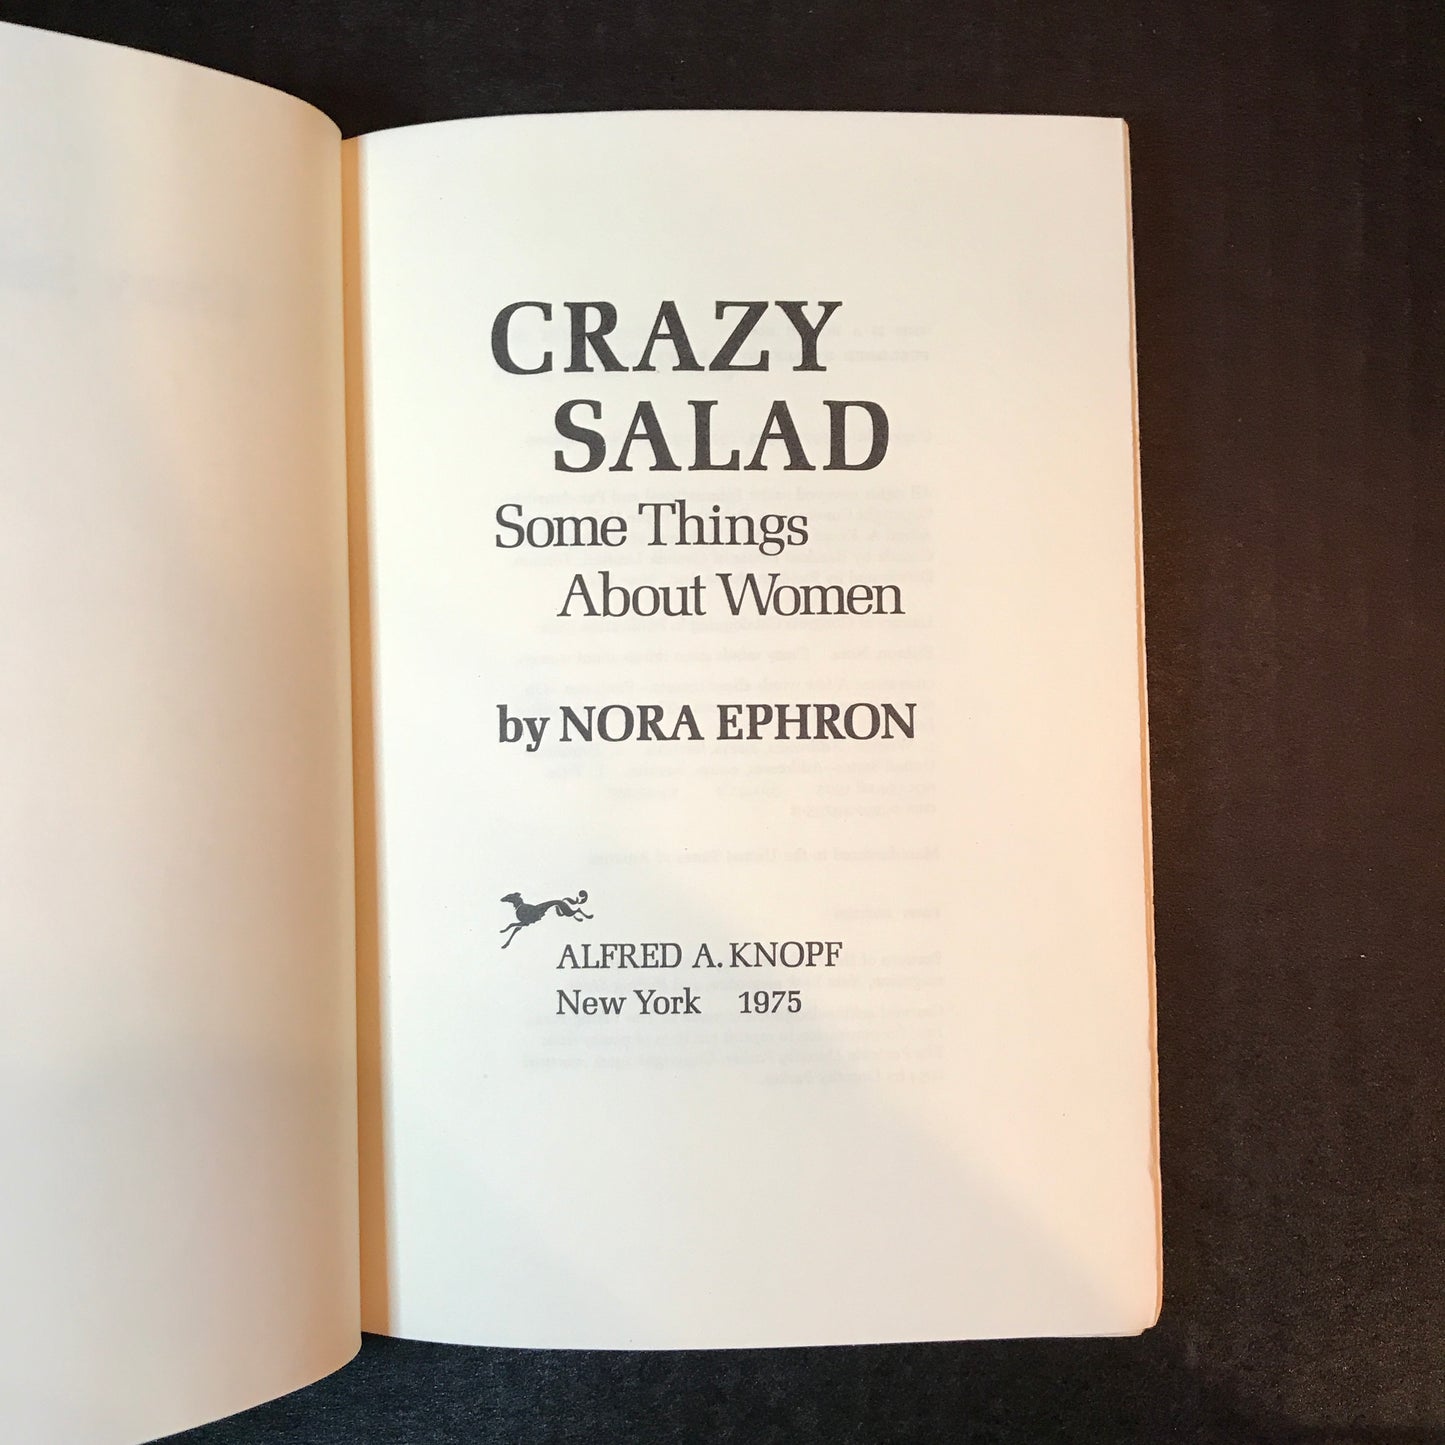 CRAZY
SALAD
Some Things
About Women
by NORA EPHRON
ALFRED A. KNOPF
New York 1975